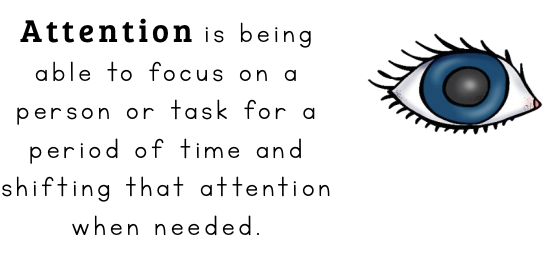 Attention is being
able to focus on a
person or task for a
period of time and
shifting that attention
when needed.